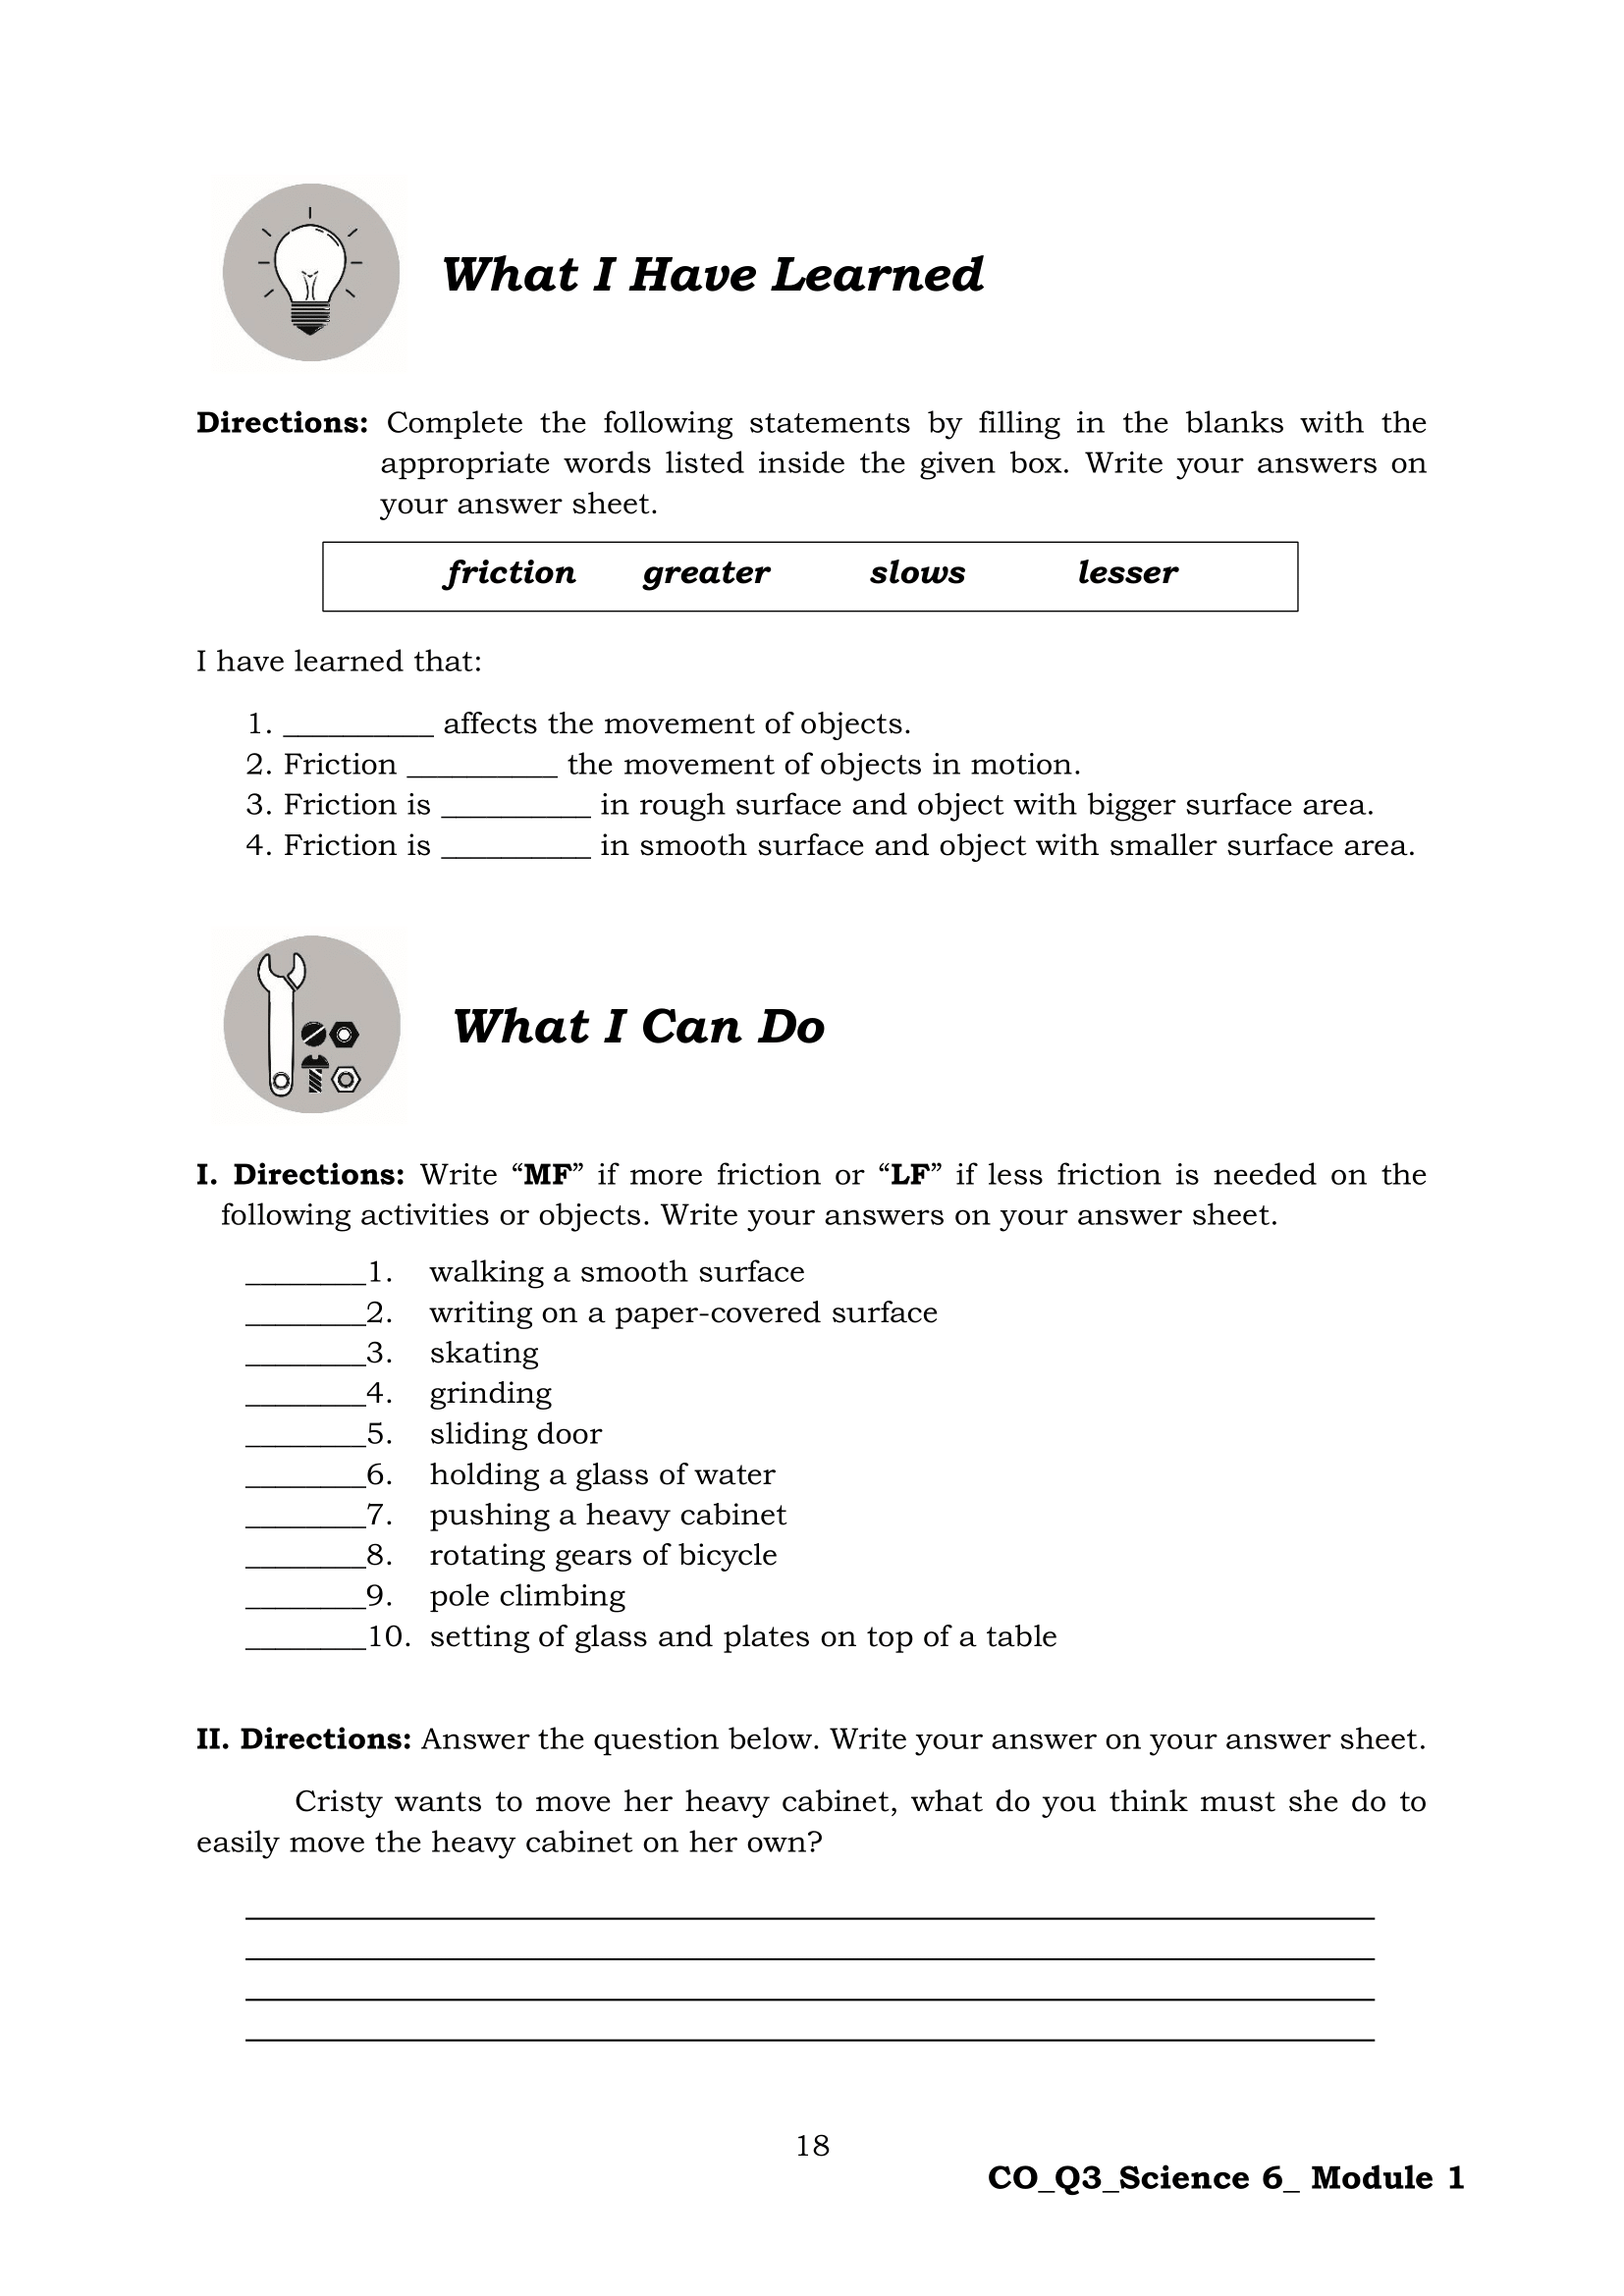 What I Have Learned
Directions: Complete the following statements by filling in the blanks with the
appropriate words listed inside the given box. Write your answers on
your answer sheet.
friction greater slows lesser
I have learned that:
1. __________ affects the movement of objects.
2. Friction __________ the movement of objects in motion.
3. Friction is __________ in rough surface and object with bigger surface area.
4. Friction is __________ in smooth surface and object with smaller surface area.
What I Can Do
I. Directions: Write “MF” if more friction or “LF” if less friction is needed on the
following activities or objects. Write your answers on your answer sheet.
________1. walking a smooth surface
________2. writing on a paper-covered surface
________3. skating
________4. grinding
________5. sliding door
________6. holding a glass of water
________7. pushing a heavy cabinet
________8. rotating gears of bicycle
________9. pole climbing
________10. setting of glass and plates on top of a table
II. Directions: Answer the question below. Write your answer on your answer sheet.
Cristy wants to move her heavy cabinet, what do you think must she do to
easily move the heavy cabinet on her own?
18
CO_Q3_Science 6_ Module 1